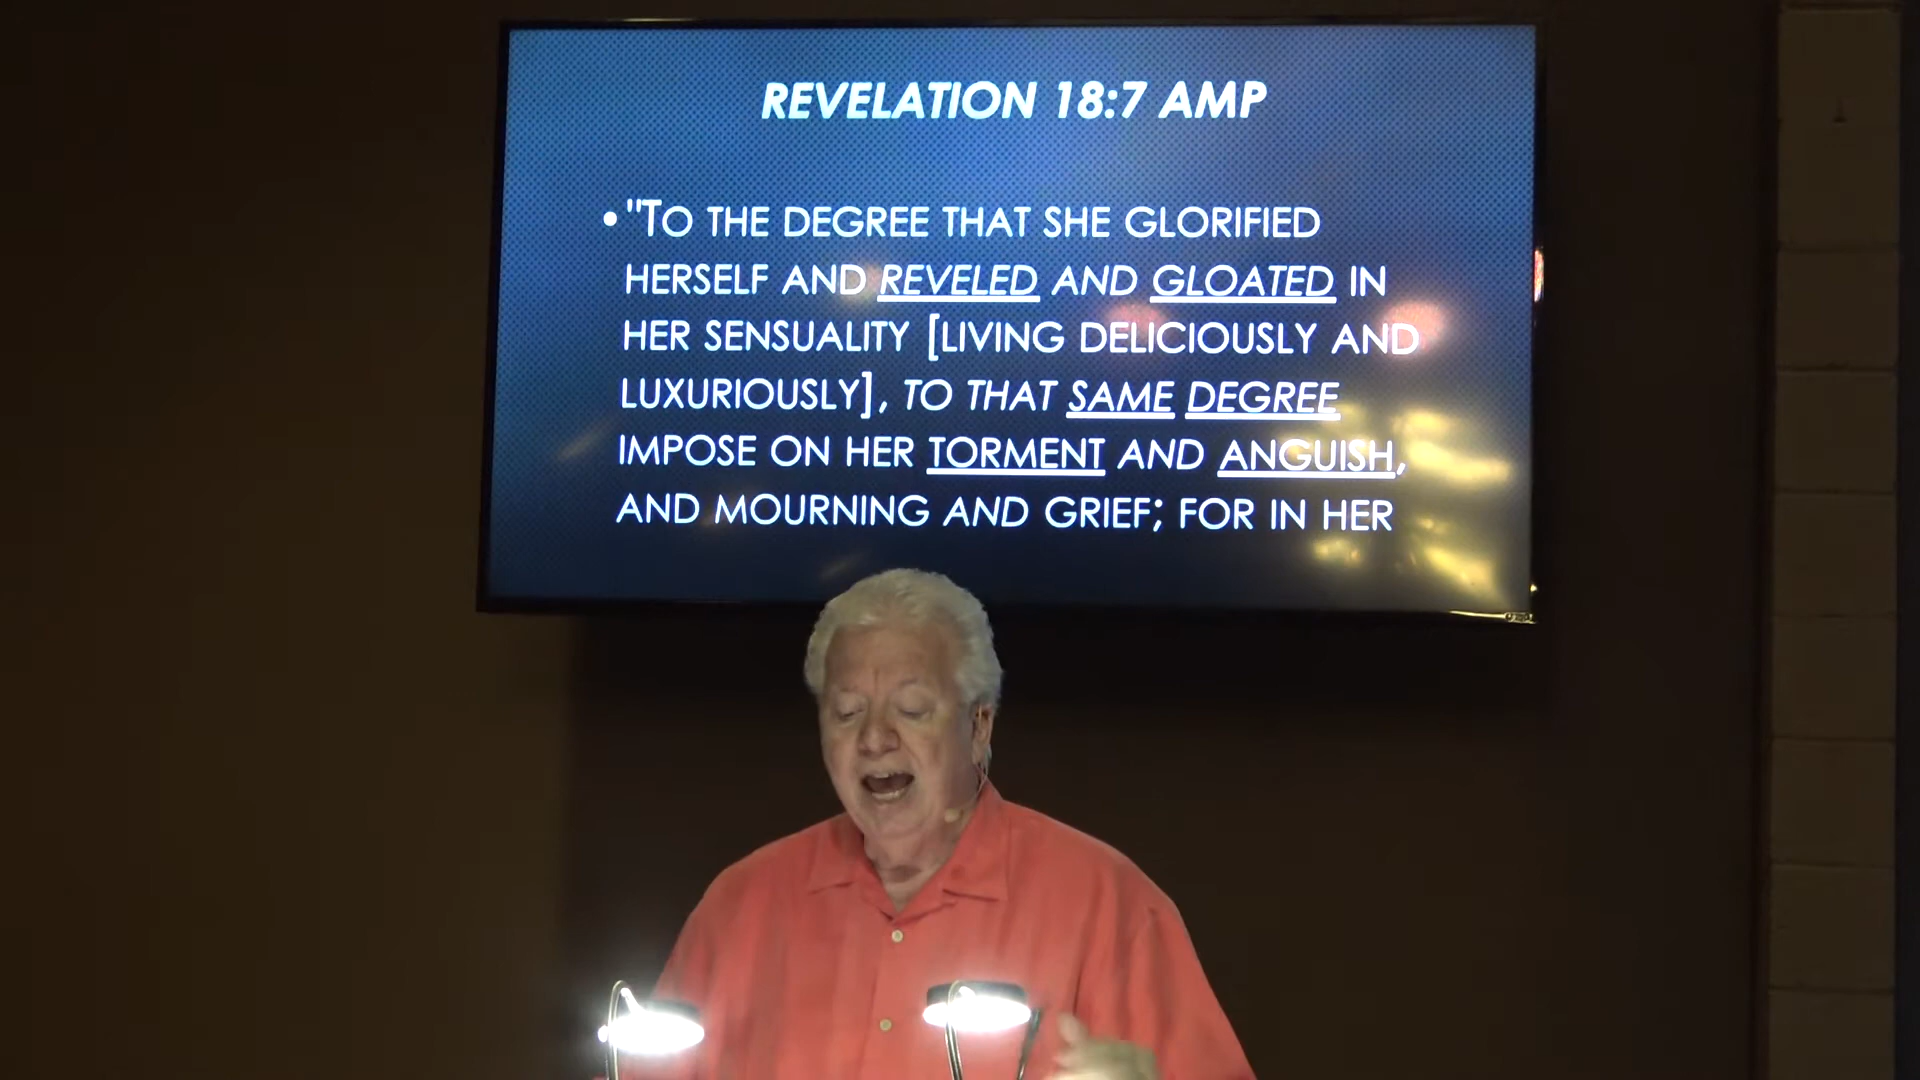 REVELATION 18:7 AMP
• "TO THE DEGREE THAT SHE GLORIFIED
HERSELF AND REVELED AND GLOATED IN
HER SENSUALITY [LIVING DELICIOUSLY AND
LUXURIOUSLY], TO THAT SAME DEGREE
IMPOSE ON HER TORMENT AND ANGUISH,
AND MOURNING AND GRIEF; FOR IN HER